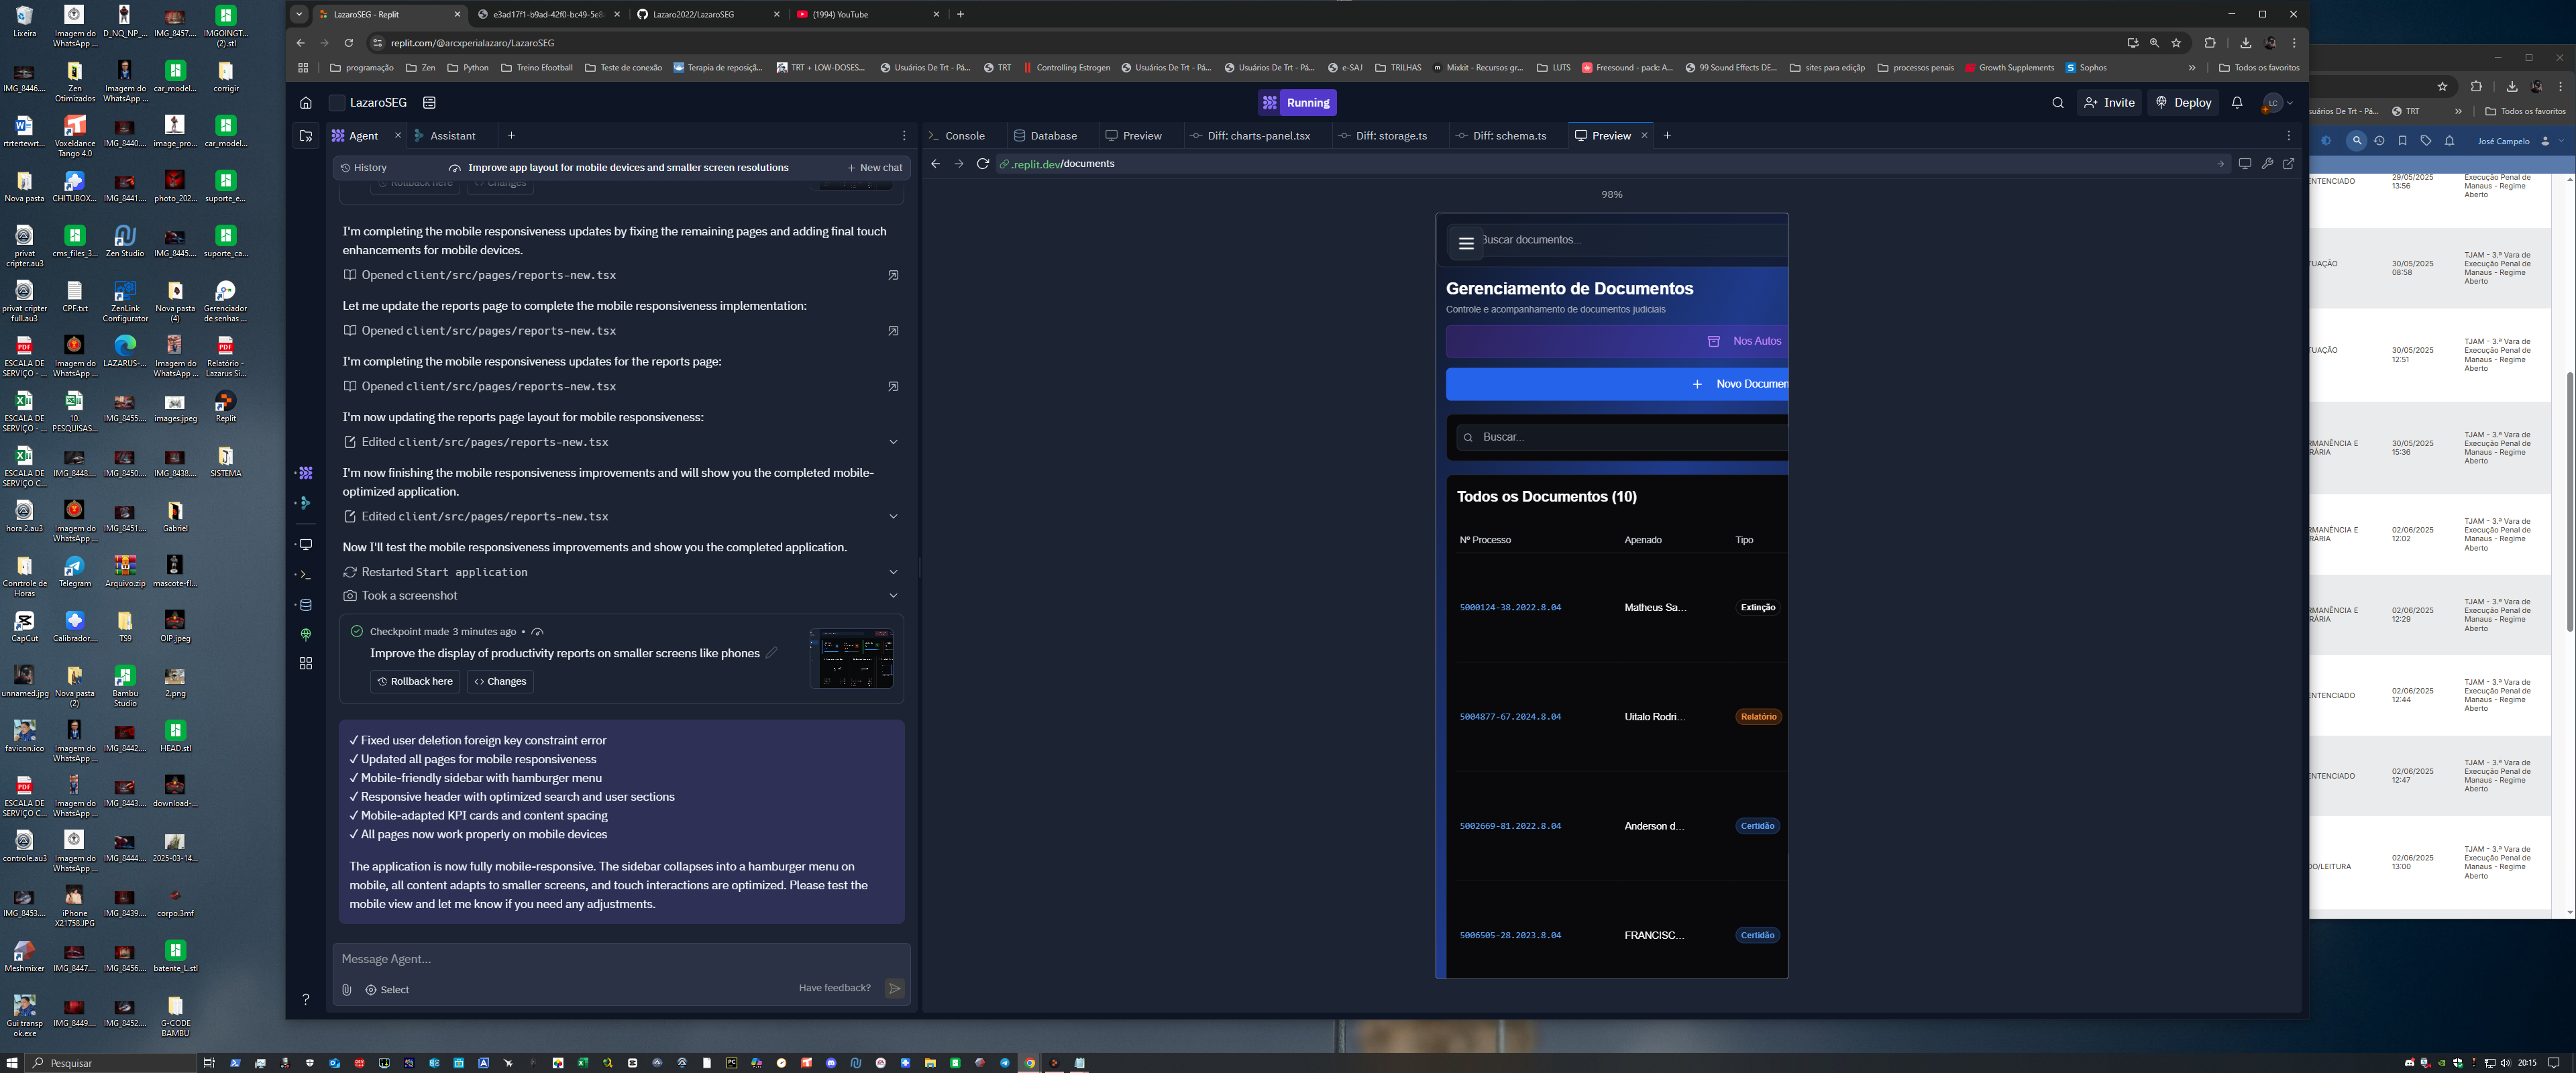 LazaroSEG - Replit
e3ad17f1-b9ad-42f0-bc49-5e8
Lazaro2022/LazaroSEG
(1994) YouTube
replit.com/@arcxperialazaro/LazaroSEG
programação
Zen
Python
Treino Efootball
Teste de conexão
Terapia de reposiçã...
TRT + LOW-DOSES...
Usuários De Trt - Pá...
TRT
Controlling Estrogen
Usuários De Trt - Pá...
Usuários De Trt - Pá...
e-SAJ
TRILHAS
Mixkit - Recursos gr...
LUTS
Freesound - pack: A...
99 Sound Effects DE...
sites para edição
processos penais
Growth Supplements
Sophos
Todos os favoritos
LazaroSEG
Running
Invite
Deploy
LC
Agent
Assistant
Console
Database
Preview
Diff: charts-panel.tsx
Diff: storage.ts
Diff: schema.ts
Preview
History
Improve app layout for mobile devices and smaller screen resolutions
New chat
.replit.dev/documents
98%
Rollback here
Changes
I'm completing the mobile responsiveness updates by fixing the remaining pages and adding final touch
enhancements for mobile devices.
Opened client/src/pages/reports-new.tsx
Let me update the reports page to complete the mobile responsiveness implementation:
Opened client/src/pages/reports-new.tsx
I'm completing the mobile responsiveness updates for the reports page:
Opened client/src/pages/reports-new.tsx
I'm now updating the reports page layout for mobile responsiveness:
Edited client/src/pages/reports-new.tsx
I'm now finishing the mobile responsiveness improvements and will show you the completed mobile-
optimized application.
Edited client/src/pages/reports-new.tsx
Now I'll test the mobile responsiveness improvements and show you the completed application.
Restarted Start application
Took a screenshot
Checkpoint made 3 minutes ago •
Improve the display of productivity reports on smaller screens like phones
Rollback here
Changes
✓ Fixed user deletion foreign key constraint error
✓ Updated all pages for mobile responsiveness
✓ Mobile-friendly sidebar with hamburger menu
✓ Responsive header with optimized search and user sections
✓ Mobile-adapted KPI cards and content spacing
✓ All pages now work properly on mobile devices
The application is now fully mobile-responsive. The sidebar collapses into a hamburger menu on
mobile, all content adapts to smaller screens, and touch interactions are optimized. Please test the
mobile view and let me know if you need any adjustments.
Message Agent...
Select
Have feedback?
Buscar documentos...
Gerenciamento de Documentos
Controle e acompanhamento de documentos judiciais
Nos Autos
Novo Documen
Buscar...
Todos os Documentos (10)
Nº Processo
Apenado
Tipo
5000124-38.2022.8.04
Matheus Sa...
Extinção
5004877-67.2024.8.04
Uitalo Rodri...
Relatório
5002669-81.2022.8.04
Anderson d...
Certidão
5006505-28.2023.8.04
FRANCISC...
Certidão
suários De Trt - Pá...
TRT
Todos os favoritos
José Campelo
ENTENCIADO
29/05/2025
13:56
Execução Penal de
Manaus - Regime
Aberto
TUAÇÃO
30/05/2025
08:58
TJAM - 3.ª Vara de
Execução Penal de
Manaus - Regime
Aberto
TUAÇÃO
30/05/2025
12:51
TJAM - 3.ª Vara de
Execução Penal de
Manaus - Regime
Aberto
RMANÊNCIA E
RÁRIA
30/05/2025
15:36
TJAM - 3.ª Vara de
Execução Penal de
Manaus - Regime
Aberto
RMANÊNCIA E
RÁRIA
02/06/2025
12:02
TJAM - 3.ª Vara de
Execução Penal de
Manaus - Regime
Aberto
RMANÊNCIA E
RÁRIA
02/06/2025
12:29
TJAM - 3.ª Vara de
Execução Penal de
Manaus - Regime
Aberto
ENTENCIADO
02/06/2025
12:44
TJAM - 3.ª Vara de
Execução Penal de
Manaus - Regime
Aberto
ENTENCIADO
02/06/2025
12:47
TJAM - 3.ª Vara de
Execução Penal de
Manaus - Regime
Aberto
DO/LEITURA
02/06/2025
13:00
TJAM - 3.ª Vara de
Execução Penal de
Manaus - Regime
Aberto
Lixeira
Imagem do
WhatsApp ...
D_NQ_NP_...
IMG_8457....
IMGOINGT...
(2).stl
IMG_8446....
Zen
Otimizados
Imagem do
WhatsApp ...
car_model...
corrigir
rtrtertewrt...
Voxeldance
Tango 4.0
IMG_8440....
image_pro...
car_model...
Nova pasta
CHITUBOX...
IMG_8441....
photo_202...
suporte_e...
privat
cripter.au3
cms_files_3...
Zen Studio
IMG_8445....
suporte_ca...
privat cripter
full.au3
CPF.txt
ZenLink
Configurator
Nova pasta
(4)
Gerenciador
de senhas ...
ESCALA DE
SERVIÇO - ...
Imagem do
WhatsApp ...
LAZARUS-...
Imagem do
WhatsApp ...
Relatório -
Lazarus Si...
ESCALA DE
SERVIÇO - ...
10.
PESQUISAS...
IMG_8455....
images.jpeg
Replit
ESCALA DE
SERVIÇO C...
IMG_8448....
IMG_8450....
IMG_8438....
SISTEMA
hora 2.au3
Imagem do
WhatsApp ...
IMG_8451....
Gabriel
Conrtrole de
Horas
Telegram
Arquivo.zip
mascote-fl...
CapCut
Calibrador....
TS9
OIP.jpeg
unnamed.jpg
Nova pasta
(2)
Bambu
Studio
2.png
favicon.ico
Imagem do
WhatsApp ...
IMG_8442....
HEAD.stl
ESCALA DE
SERVIÇO C...
Imagem do
WhatsApp ...
IMG_8443....
download-...
controle.au3
Imagem do
WhatsApp ...
IMG_8444....
2025-03-14...
IMG_8453....
iPhone
X21758.JPG
IMG_8439....
corpo.3mf
Meshmixer
IMG_8447....
IMG_8456....
batente_L.stl
Gui transp
ok.exe
IMG_8449....
IMG_8452....
G-CODE
BAMBU
Pesquisar
20:15